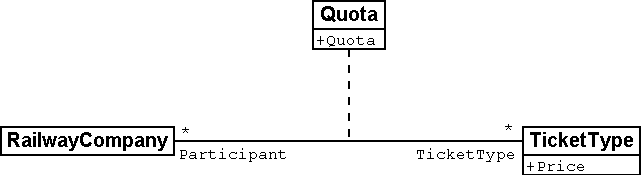 Quota
+Quota
RailwayCompany
*
Participant
*
TicketType
TicketType
+Price